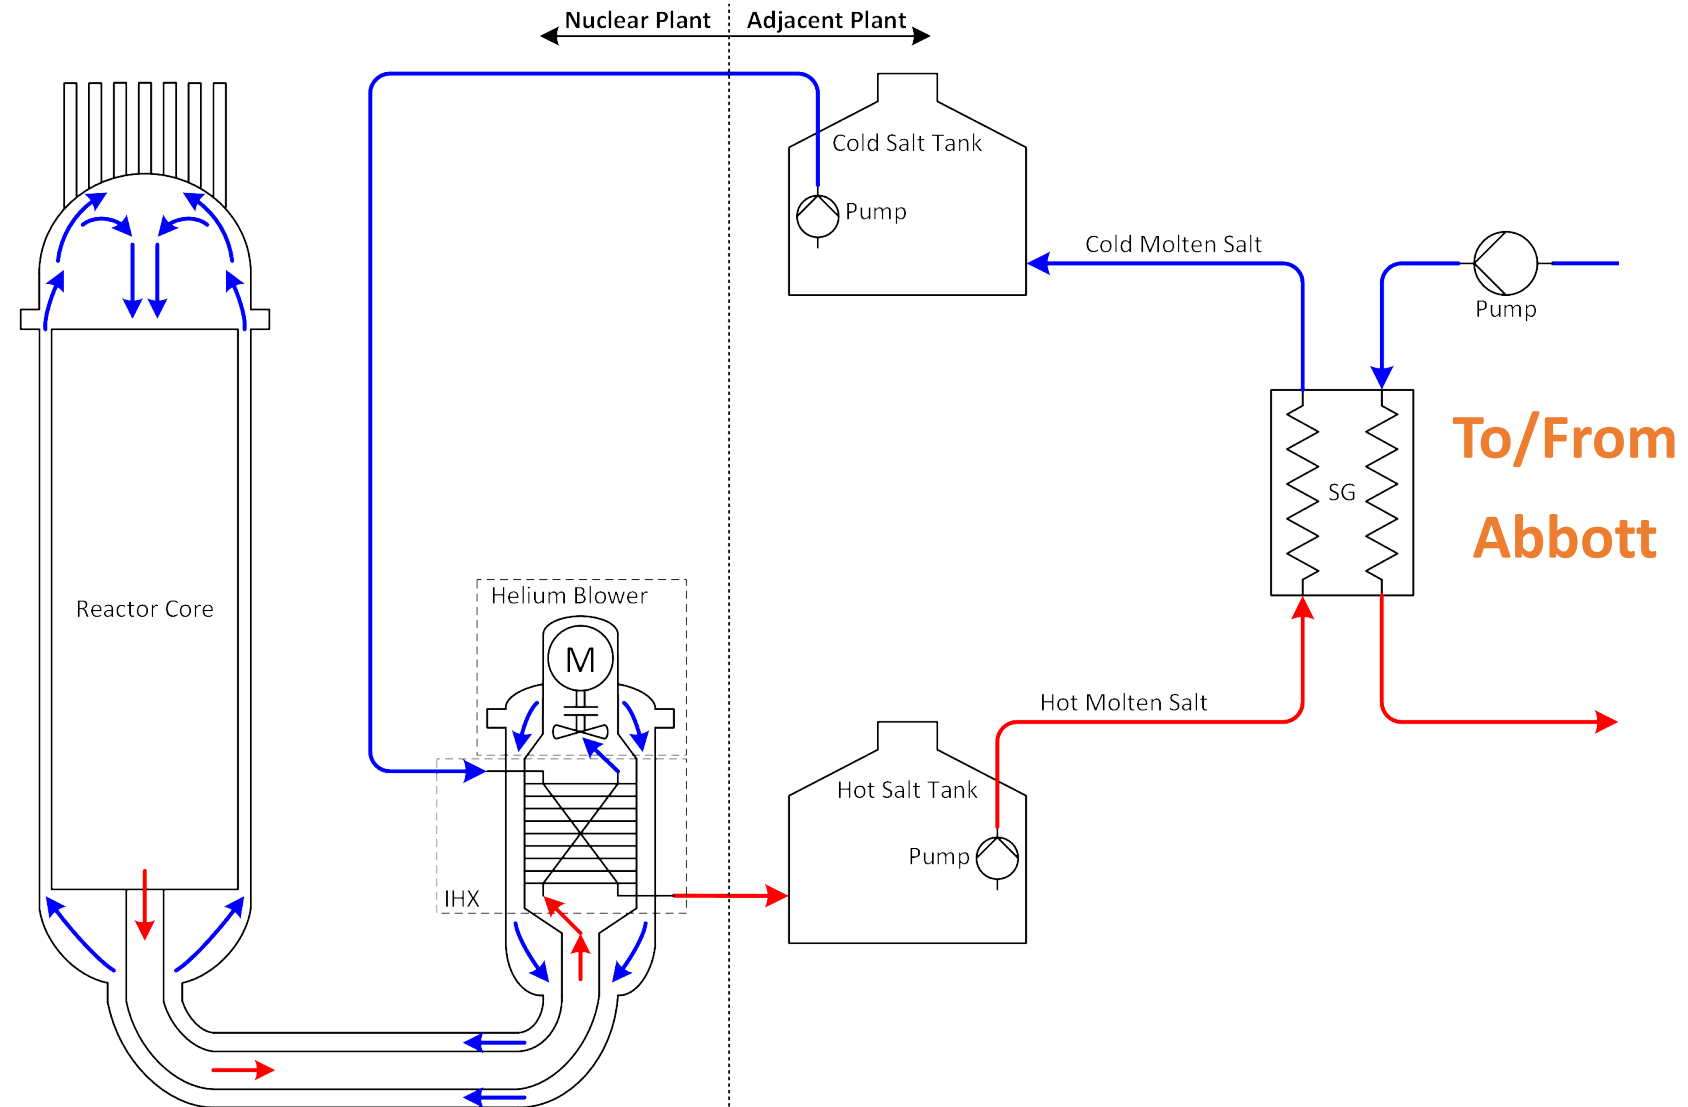 Nuclear Plant
Adjacent Plant
Cold Salt Tank
Pump
Cold Molten Salt
Pump
To/From
Abbott
SG
Reactor Core
Helium Blower
M
Hot Molten Salt
Hot Salt Tank
Pump
IHX